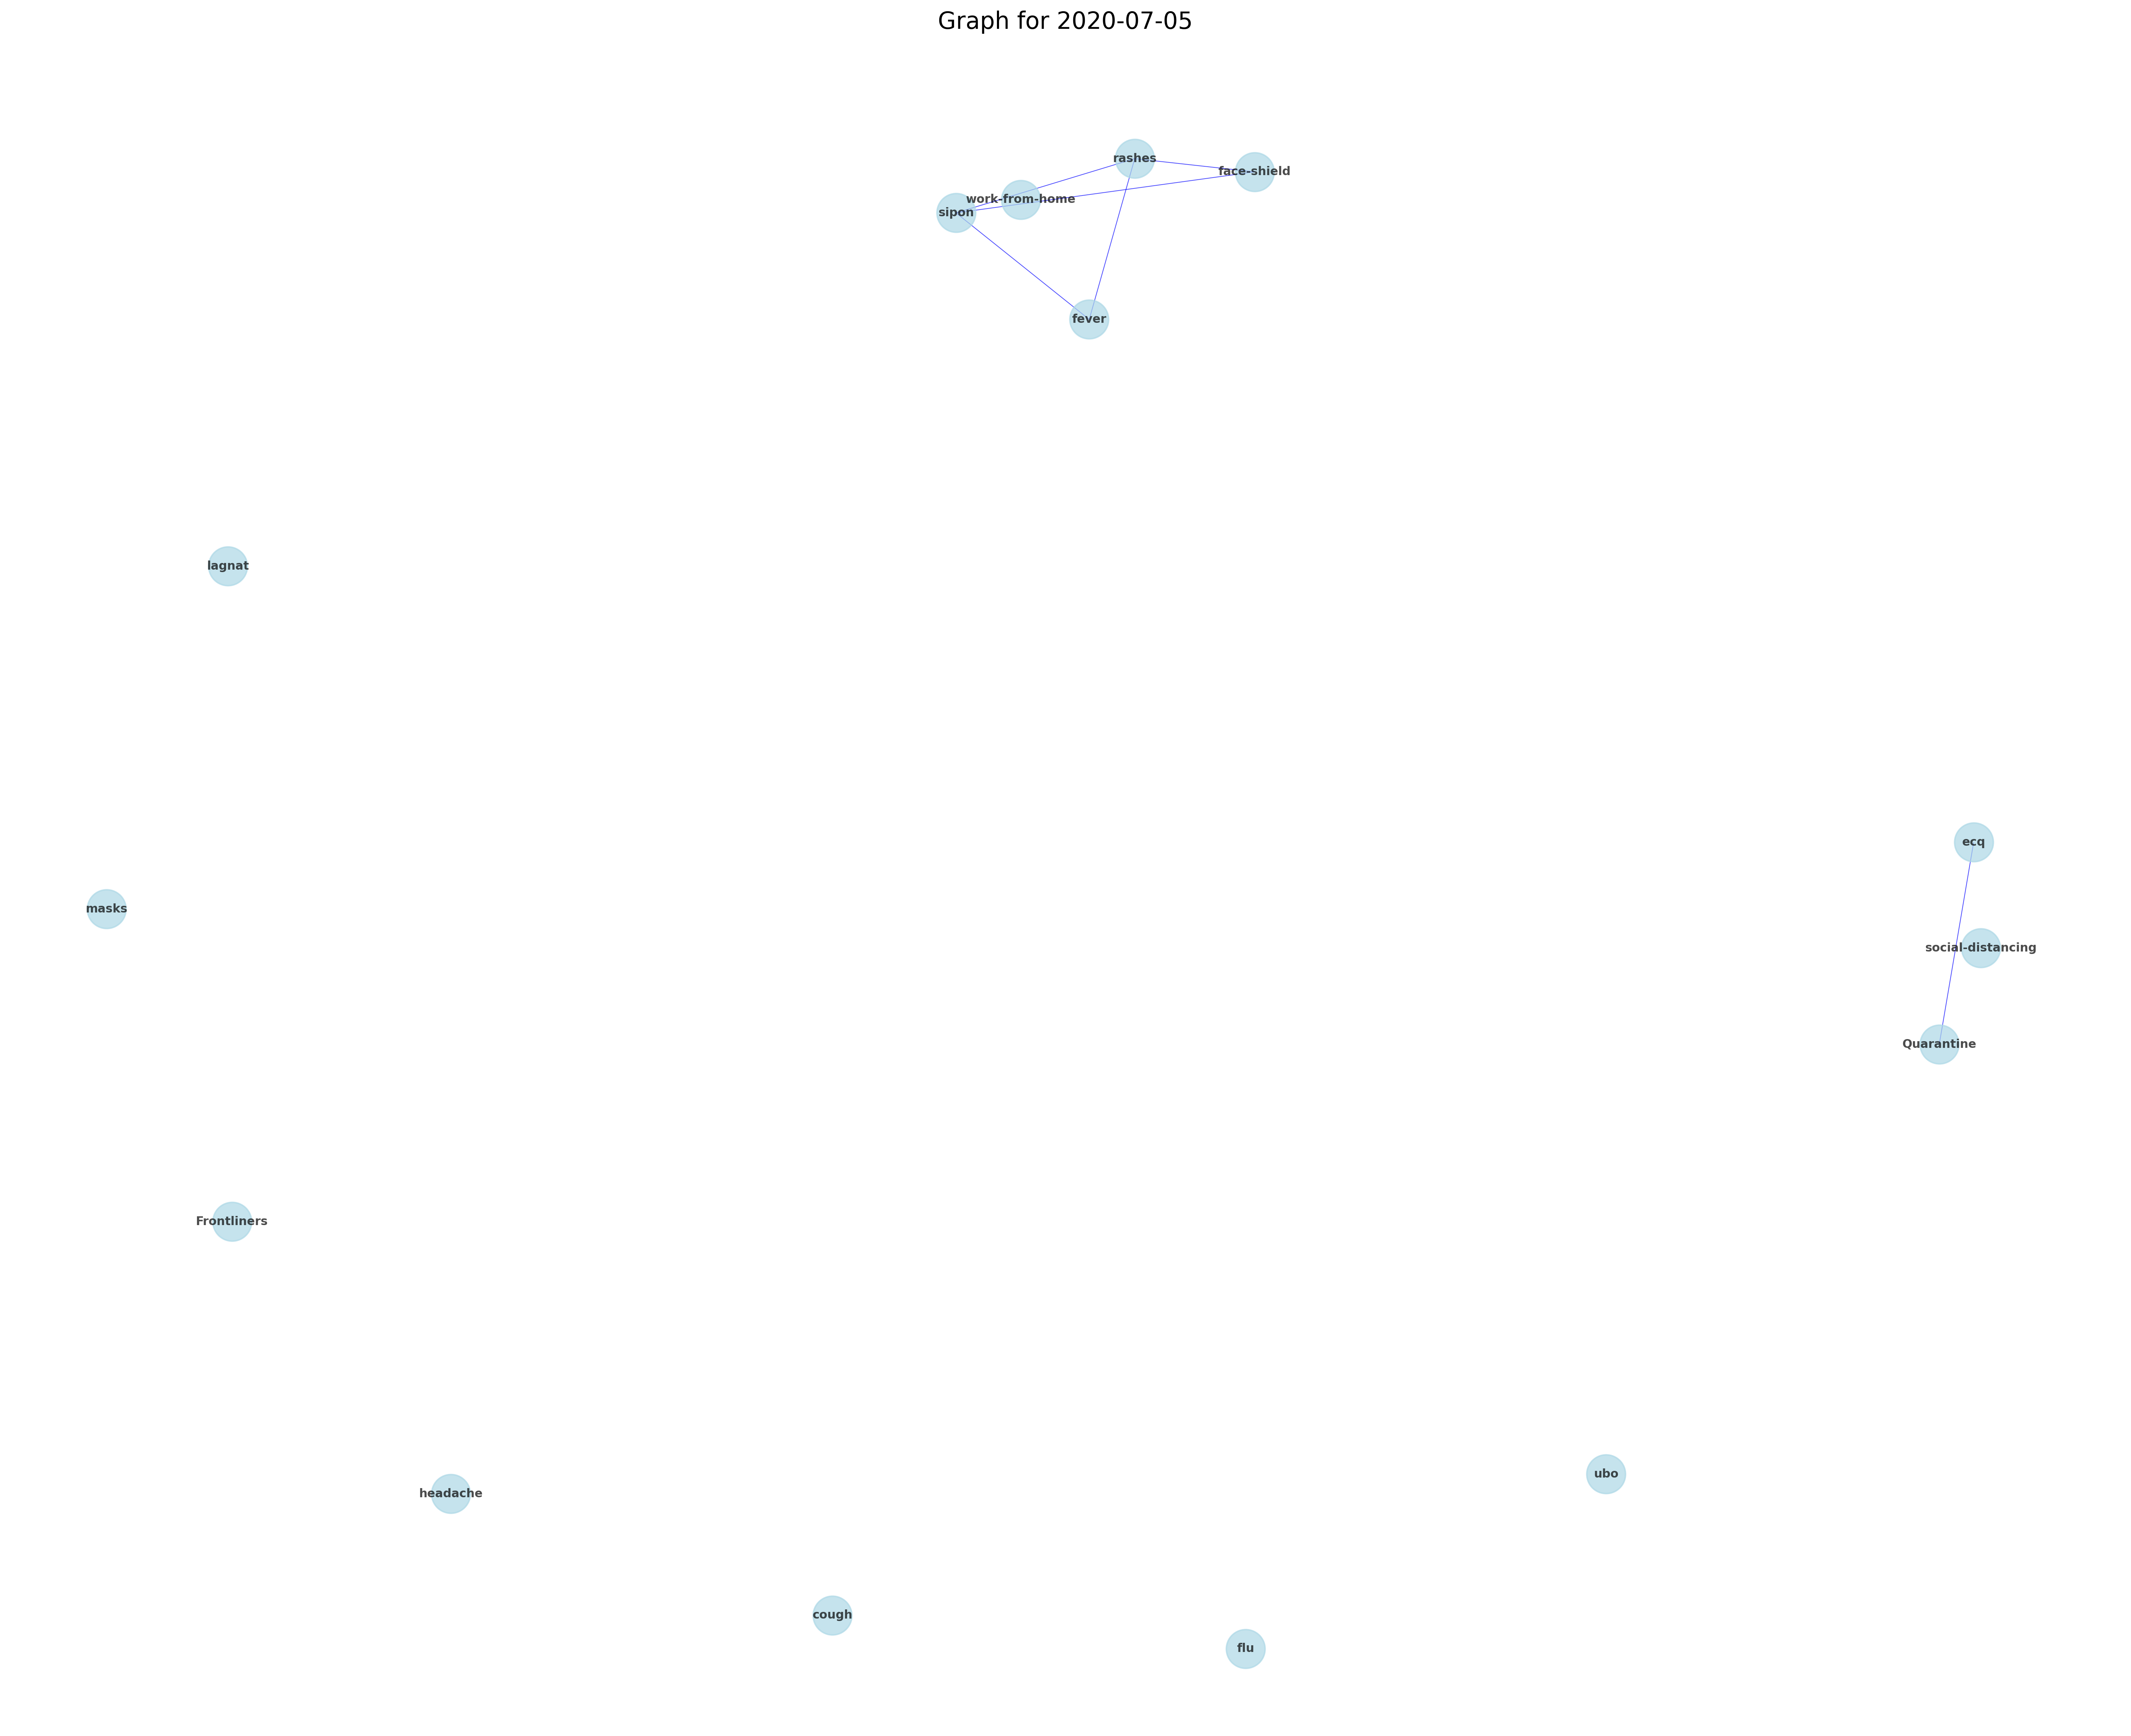 Graph for 2020-07-05
rashes
face-shield
work-from-home
sipon
fever
lagnat
ecq
masks
social-distancing
Quarantine
Frontliners
ubo
headache
cough
flu